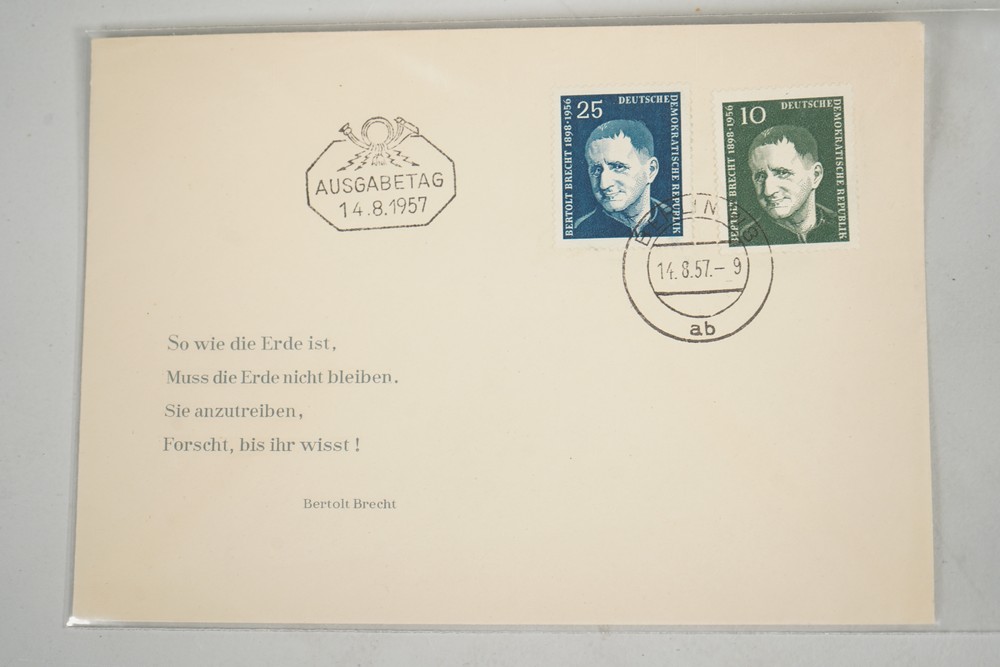 AUSGABETAG
14.8.1957
25 DEUTSCHE
DEMOKRATISCHE REPUBLIK
BERTOLT BRECHT 1898·1956
10 DEUTSCHE
DEMOKRATISCHE REPUBLIK
BERTOLT BRECHT 1898·1956
BERLIN
14.8.57.– 9
ab
So wie die Erde ist,
Muss die Erde nicht bleiben.
Sie anzutreiben,
Forscht, bis ihr wisst !
Bertolt Brecht